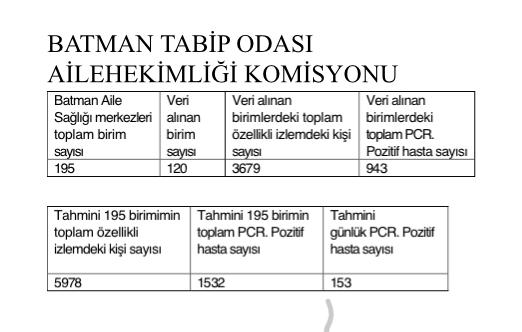 BATMAN TABİP ODASI
AİLEHEKİMLİĞİ KOMİSYONU
Batman Aile
Sağlığı merkezleri
toplam birim
sayısı
Veri
alınan
birim
sayısı
Veri alınan
birimlerdeki toplam
özellikli izlemdeki kişi
sayısı
Veri alınan
birimlerdeki
toplam PCR.
Pozitif hasta sayısı
195
120
3679
943
Tahmini 195 birimimin
toplam özellikli
izlemdeki kişi sayısı
Tahmini 195 birimin
toplam PCR. Pozitif
hasta sayısı
Tahmini
günlük PCR. Pozitif
hasta sayısı
5978
1532
153